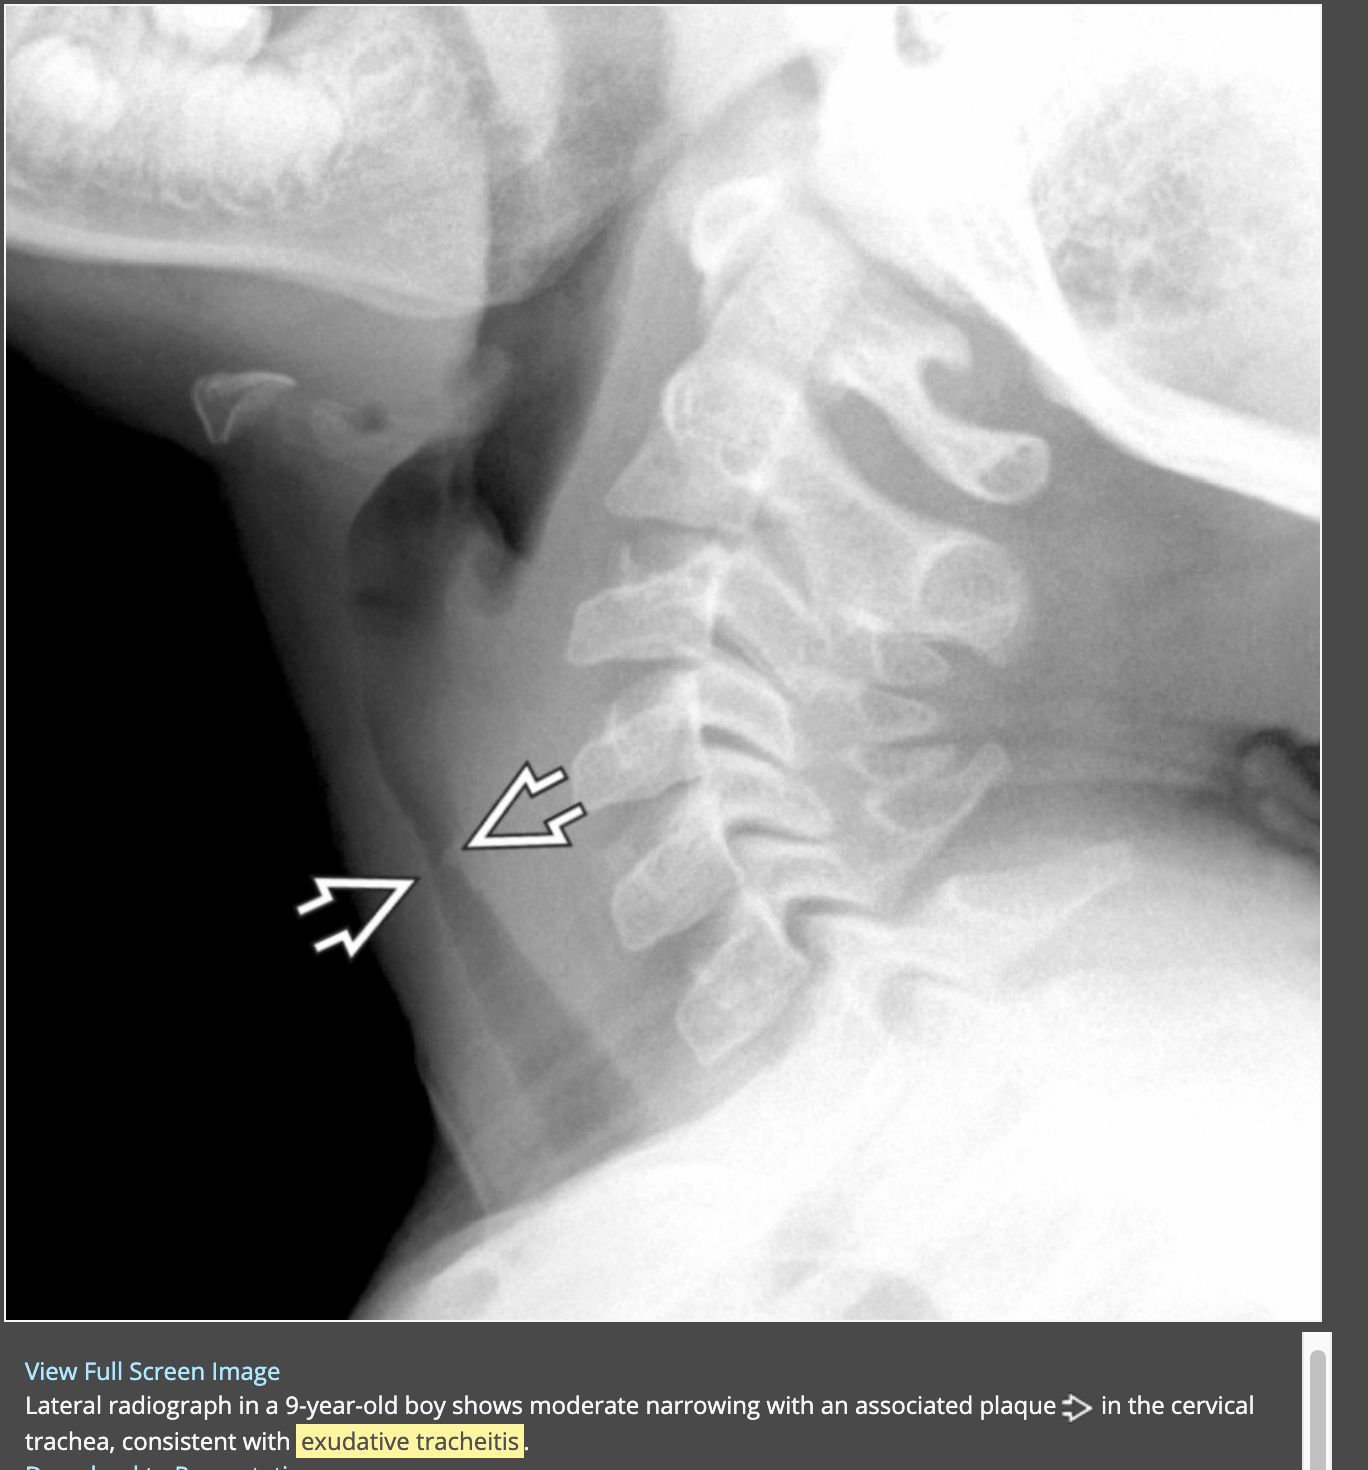 View Full Screen Image
Lateral radiograph in a 9-year-old boy shows moderate narrowing with an associated plaque in the cervical
trachea, consistent with exudative tracheitis.